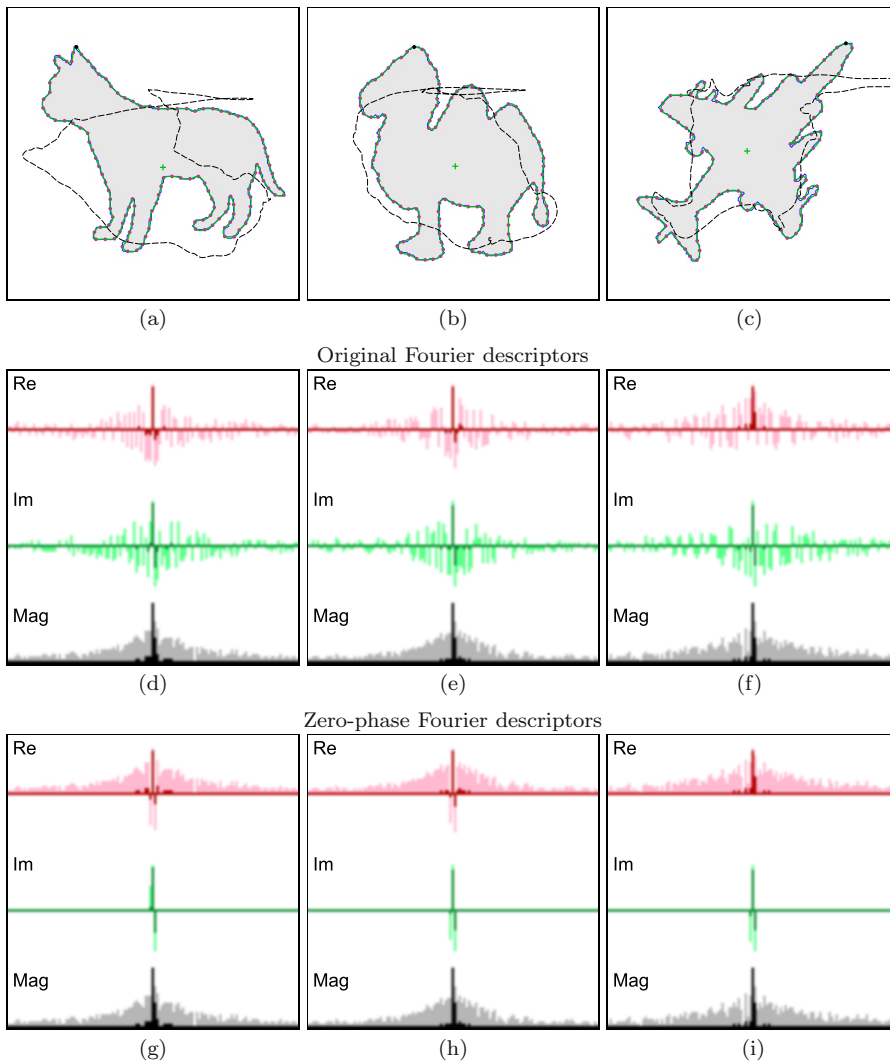 (a) (b) (c)
Original Fourier descriptors
Re Re Re
Im Im Im
Mag Mag Mag
(d) (e) (f)
Zero-phase Fourier descriptors
Re Re Re
Im Im Im
Mag Mag Mag
(g) (h) (i)